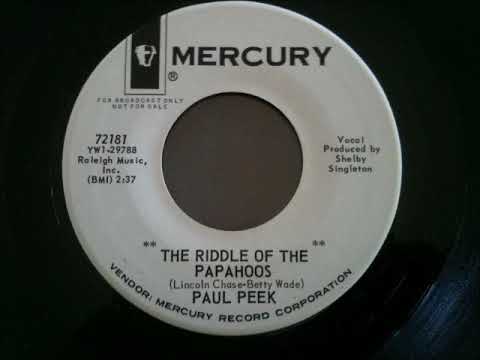 MERCURY
®
FOR BROADCAST ONLY
NOT FOR SALE
72181
YW1-29788
Raleigh Music,
Inc.
(BMI) 2:37
Vocal
Produced by
Shelby
Singleton
** THE RIDDLE OF THE **
PAPAHOOS
(Lincoln Chase-Betty Wade)
PAUL PEEK
VENDOR: MERCURY RECORD CORPORATION